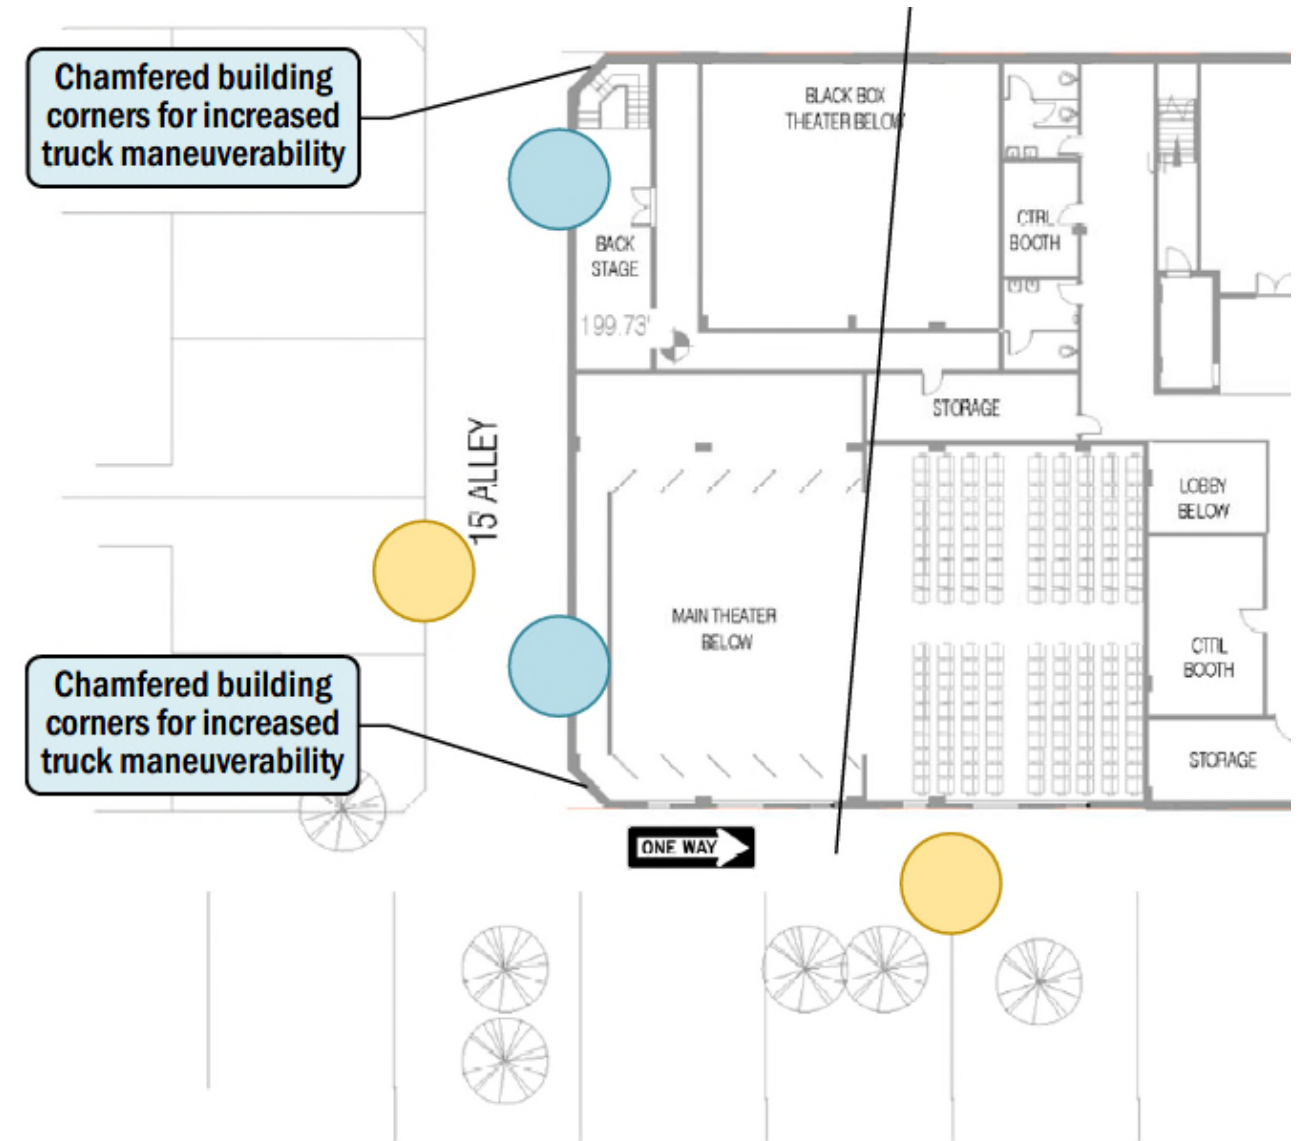 Chamfered building
corners for increased
truck maneuverability
BLACK BOX
THEATER BELOW
UP
CTRL
BOOTH
BACK
STAGE
199.73'
STORAGE
15' ALLEY
LOBBY
BELOW
MAIN THEATER
BELOW
CTRL
BOOTH
Chamfered building
corners for increased
truck maneuverability
STORAGE
ONE WAY